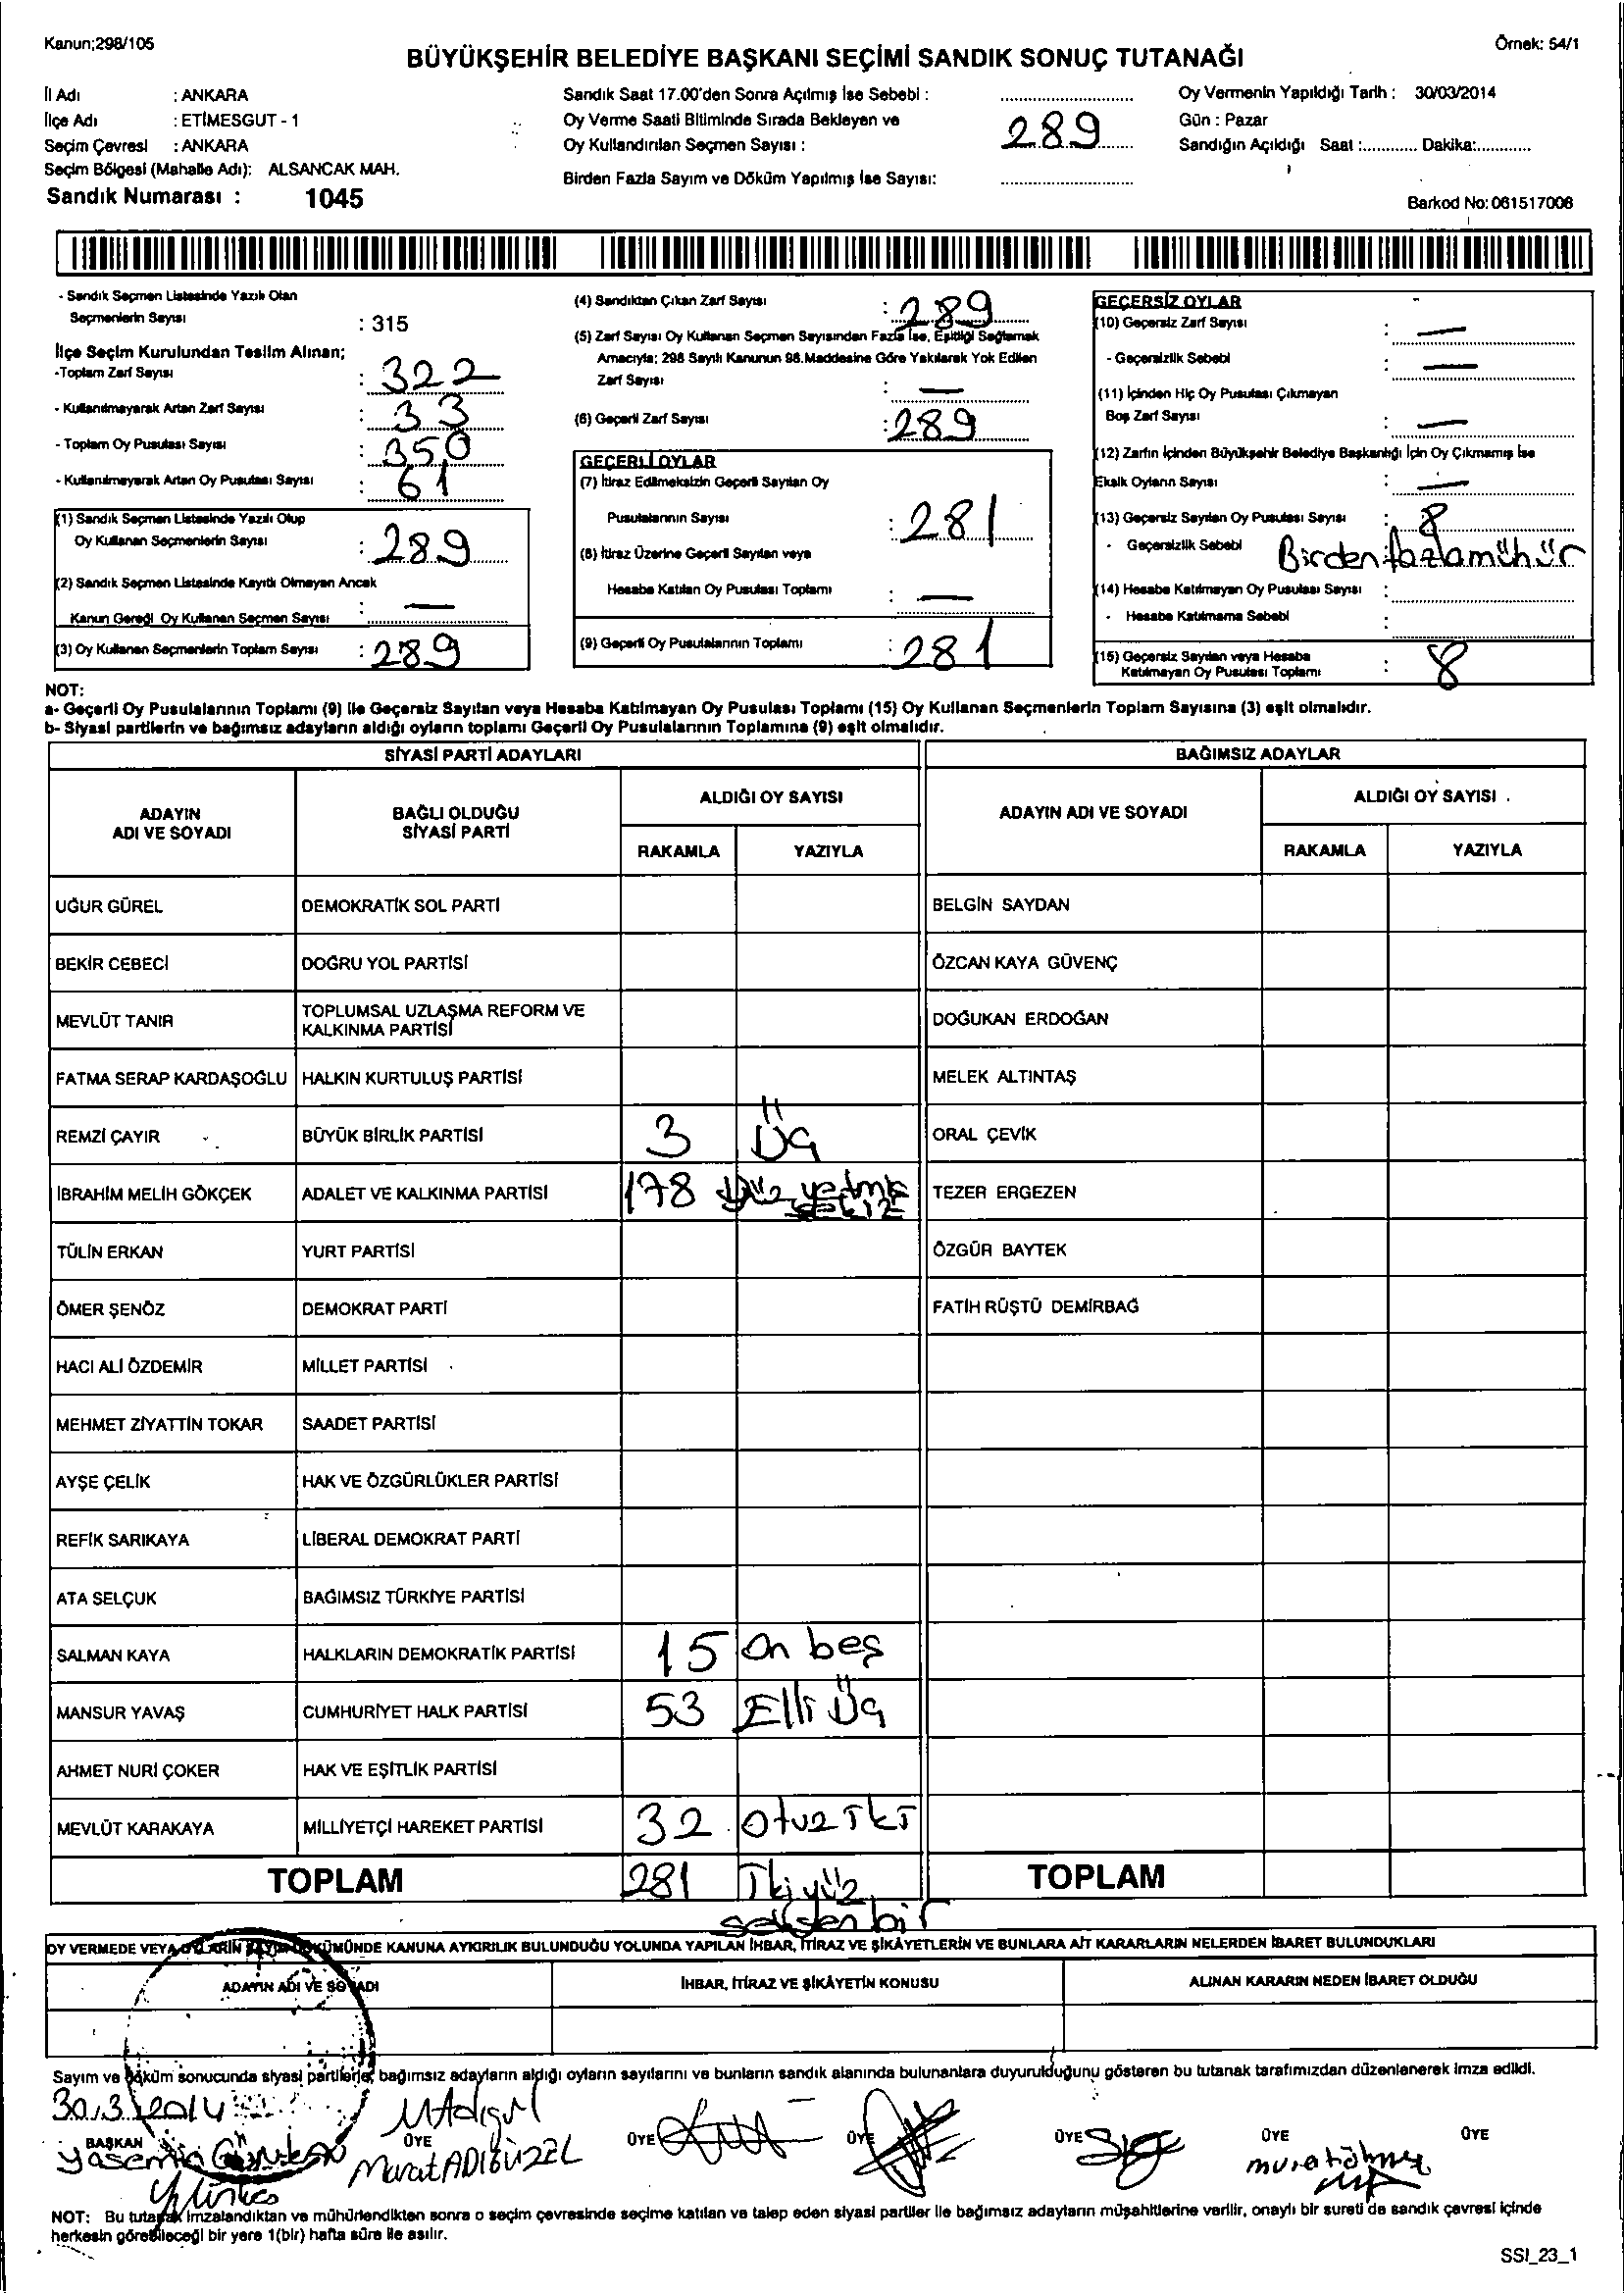 Kanun;298/105
Örnek: 54/1
BÜYÜKŞEHİR BELEDİYE BAŞKANI SEÇİMİ SANDIK SONUÇ TUTANAĞI
İl Adı : ANKARA
İlçe Adı : ETİMESGUT - 1
Seçim Çevresi : ANKARA
Seçim Bölgesi (Mahalle Adı): ALSANCAK MAH.
Sandık Numarası : 1045
Sandık Saat 17.00'den Sonra Açılmış İse Sebebi :
Oy Verme Saati Bitiminde Sırada Bekleyen ve
Oy Kullandırılan Seçmen Sayısı : 289
Birden Fazla Sayım ve Döküm Yapılmış İse Sayısı:
Oy Vermenin Yapıldığı Tarih : 30/03/2014
Gün : Pazar
Sandığın Açıldığı Saat :............ Dakika:............
Barkod No: 061517008
- Sandık Seçmen Listesinde Yazılı Olan
Seçmenlerin Sayısı : 315
İlçe Seçim Kurulundan Teslim Alınan;
-Toplam Zarf Sayısı : 322
- Kullanılmayarak Artan Zarf Sayısı : 33
- Toplam Oy Pusulası Sayısı : 350
- Kullanılmayarak Artan Oy Pusulası Sayısı : 61
(1) Sandık Seçmen Listesinde Yazılı Olup
Oy Kullanan Seçmenlerin Sayısı : 289
(2) Sandık Seçmen Listesinde Kayıtlı Olmayan Ancak
Kanun Gereği Oy Kullanan Seçmen Sayısı : —
(3) Oy Kullanan Seçmenlerin Toplam Sayısı : 289
(4) Sandıktan Çıkan Zarf Sayısı : 289
(5) Zarf Sayısı Oy Kullanan Seçmen Sayısından Fazla İse, Eşitliği Sağlamak
Amacıyla; 298 Sayılı Kanunun 98.Maddesine Göre Yakılarak Yok Edilen
Zarf Sayısı : —
(6) Geçerli Zarf Sayısı : 289
GEÇERLİ OYLAR
(7) İtiraz Edilmeksizin Geçerli Sayılan Oy
Pusulalarının Sayısı : 281
(8) İtiraz Üzerine Geçerli Sayılan veya
Hesaba Katılan Oy Pusulası Toplamı : —
(9) Geçerli Oy Pusulalarının Toplamı : 281
GEÇERSİZ OYLAR
(10) Geçersiz Zarf Sayısı : —
- Geçersizlik Sebebi : —
(11) İçinden Hiç Oy Pusulası Çıkmayan
Boş Zarf Sayısı : —
(12) Zarfın İçinden Büyükşehir Belediye Başkanlığı İçin Oy Çıkmamış İse
Eksik Oyların Sayısı : —
(13) Geçersiz Sayılan Oy Pusulası Sayısı : 8
- Geçersizlik Sebebi Birden fazla mühür
(14) Hesaba Katılmayan Oy Pusulası Sayısı :
- Hesaba Katılmama Sebebi :
(15) Geçersiz Sayılan veya Hesaba
Katılmayan Oy Pusulası Toplamı : 8
NOT:
a- Geçerli Oy Pusulalarının Toplamı (9) ile Geçersiz Sayılan veya Hesaba Katılmayan Oy Pusulası Toplamı (15) Oy Kullanan Seçmenlerin Toplam Sayısına (3) eşit olmalıdır.
b- Siyasi partilerin ve bağımsız adayların aldığı oyların toplamı Geçerli Oy Pusulalarının Toplamına (9) eşit olmalıdır.
SİYASİ PARTİ ADAYLARI BAĞIMSIZ ADAYLAR
ADAYIN ADI VE SOYADI BAĞLI OLDUĞU SİYASİ PARTİ ALDIĞI OY SAYISI ADAYIN ADI VE SOYADI ALDIĞI OY SAYISI
RAKAMLA YAZIYLA RAKAMLA YAZIYLA
UĞUR GÜREL DEMOKRATİK SOL PARTİ BELGİN SAYDAN
BEKİR CEBECİ DOĞRU YOL PARTİSİ ÖZCAN KAYA GÜVENÇ
MEVLÜT TANIR TOPLUMSAL UZLAŞMA REFORM VE KALKINMA PARTİSİ DOĞUKAN ERDOĞAN
FATMA SERAP KARDAŞOĞLU HALKIN KURTULUŞ PARTİSİ MELEK ALTINTAŞ
REMZİ ÇAYIR BÜYÜK BİRLİK PARTİSİ 3 Üç ORAL ÇEVİK
İBRAHİM MELİH GÖKÇEK ADALET VE KALKINMA PARTİSİ 178 yüz yetmiş sekiz TEZER ERGEZEN
TÜLİN ERKAN YURT PARTİSİ ÖZGÜR BAYTEK
ÖMER ŞENÖZ DEMOKRAT PARTİ FATİH RÜŞTÜ DEMİRBAĞ
HACI ALİ ÖZDEMİR MİLLET PARTİSİ
MEHMET ZİYATTİN TOKAR SAADET PARTİSİ
AYŞE ÇELİK HAK VE ÖZGÜRLÜKLER PARTİSİ
REFİK SARIKAYA LİBERAL DEMOKRAT PARTİ
ATA SELÇUK BAĞIMSIZ TÜRKİYE PARTİSİ
SALMAN KAYA HALKLARIN DEMOKRATİK PARTİSİ 15 on beş
MANSUR YAVAŞ CUMHURİYET HALK PARTİSİ 53 Elli Üç
AHMET NURİ ÇOKER HAK VE EŞİTLİK PARTİSİ
MEVLÜT KARAKAYA MİLLİYETÇİ HAREKET PARTİSİ 32 otuz İki
TOPLAM 281 İki yüz seksen bir TOPLAM
OY VERMEDE VEYA OYLARIN SAYIM DÖKÜMÜNDE KANUNA AYKIRILIK BULUNDUĞU YOLUNDA YAPILAN İHBAR, İTİRAZ VE ŞİKÂYETLERİN VE BUNLARA AİT KARARLARIN NELERDEN İBARET BULUNDUKLARI
ADAYIN ADI VE SOYADI İHBAR, İTİRAZ VE ŞİKÂYETİN KONUSU ALINAN KARARIN NEDEN İBARET OLDUĞU
Sayım ve döküm sonucunda siyasi partilerle, bağımsız adayların aldığı oyların sayılarını ve bunların sandık alanında bulunanlara duyurulduğunu gösteren bu tutanak tarafımızdan düzenlenerek imza edildi.
30.3.2014
BAŞKAN ÜYE ÜYE ÜYE ÜYE ÜYE ÜYE
Yasemin
Murat ADIGÜZEL
NOT: Bu tutanak imzalandıktan ve mühürlendikten sonra o seçim çevresinde seçime katılan ve talep eden siyasi partiler ile bağımsız adayların müşahitlerine verilir, onaylı bir sureti de sandık çevresi içinde
herkesin görebileceği bir yere 1(bir) hafta süre ile asılır.
SSI_23_1